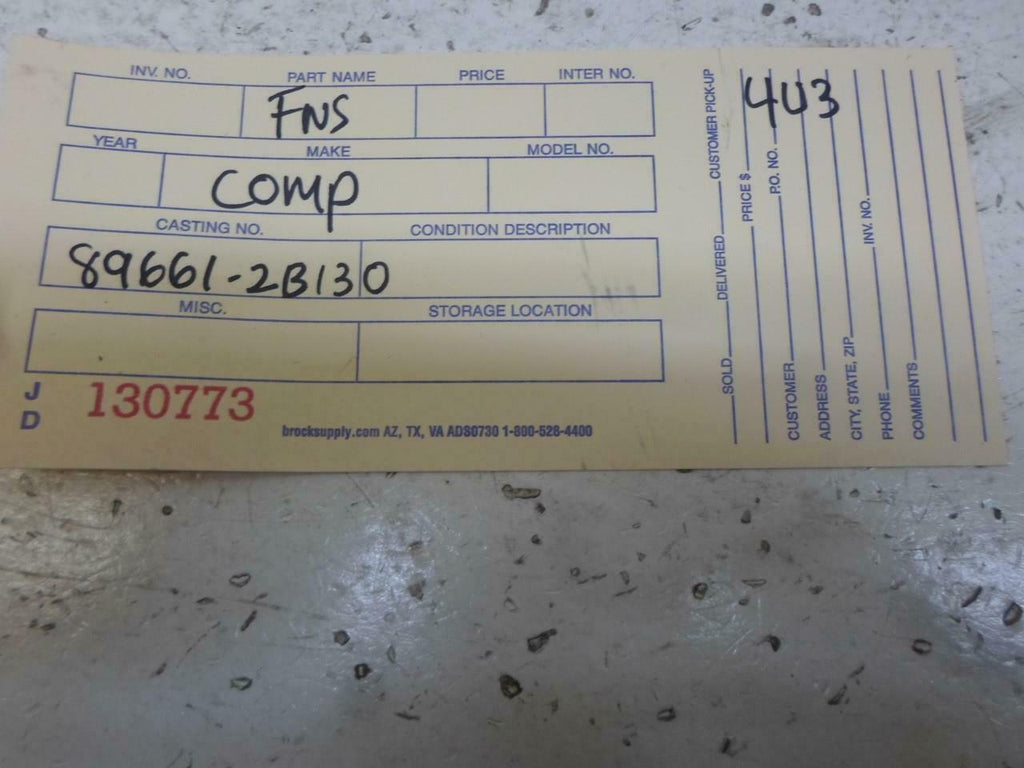 INV. NO. PART NAME PRICE INTER NO.
FNS
YEAR MAKE MODEL NO.
COMP
CASTING NO. CONDITION DESCRIPTION
89661-2B130
MISC. STORAGE LOCATION
J
D
130773
brocksupply.com AZ, TX, VA AD80730 1-800-528-4400
SOLD DELIVERED CUSTOMER PICK-UP
4U3
PRICE $
P.O. NO.
CUSTOMER
ADDRESS
CITY, STATE, ZIP
INV. NO.
PHONE
COMMENTS